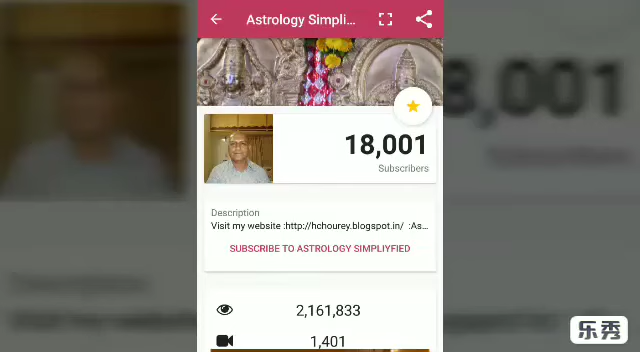 Astrology Simpli...
18,001
Subscribers
Description
Visit my website :http://hchourey.blogspot.in/ :As...
SUBSCRIBE TO ASTROLOGY SIMPLIYFIED
2,161,833
1,401
乐秀